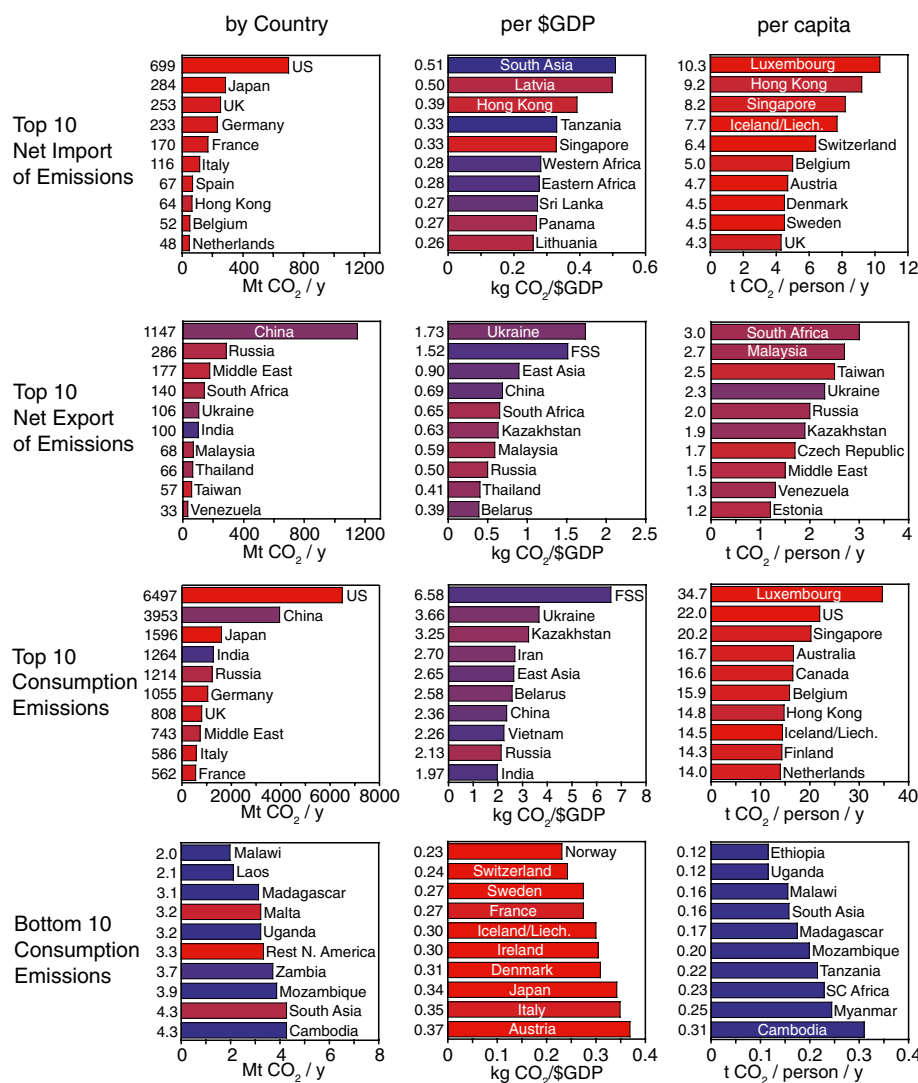 by Country
per $GDP
per capita
Top 10
Net Import
of Emissions
699 US
284 Japan
253 UK
233 Germany
170 France
116 Italy
67 Spain
64 Hong Kong
52 Belgium
48 Netherlands
0 400 800 1200
Mt CO2 / y
0.51 South Asia
0.50 Latvia
0.39 Hong Kong
0.33 Tanzania
0.33 Singapore
0.28 Western Africa
0.28 Eastern Africa
0.27 Sri Lanka
0.27 Panama
0.26 Lithuania
0 0.2 0.4 0.6
kg CO2/$GDP
10.3 Luxembourg
9.2 Hong Kong
8.2 Singapore
7.7 Iceland/Liech.
6.4 Switzerland
5.0 Belgium
4.7 Austria
4.5 Denmark
4.5 Sweden
4.3 UK
0 2 4 6 8 10 12
t CO2 / person / y
Top 10
Net Export
of Emissions
1147 China
286 Russia
177 Middle East
140 South Africa
106 Ukraine
100 India
68 Malaysia
66 Thailand
57 Taiwan
33 Venezuela
0 400 800 1200
Mt CO2 / y
1.73 Ukraine
1.52 FSS
0.90 East Asia
0.69 China
0.65 South Africa
0.63 Kazakhstan
0.59 Malaysia
0.50 Russia
0.41 Thailand
0.39 Belarus
0 0.5 1 1.5 2 2.5
kg CO2/$GDP
3.0 South Africa
2.7 Malaysia
2.5 Taiwan
2.3 Ukraine
2.0 Russia
1.9 Kazakhstan
1.7 Czech Republic
1.5 Middle East
1.3 Venezuela
1.2 Estonia
0 1 2 3 4
t CO2 / person / y
Top 10
Consumption
Emissions
6497 US
3953 China
1596 Japan
1264 India
1214 Russia
1055 Germany
808 UK
743 Middle East
586 Italy
562 France
0 2000 4000 6000 8000
Mt CO2 / y
6.58 FSS
3.66 Ukraine
3.25 Kazakhstan
2.70 Iran
2.65 East Asia
2.58 Belarus
2.36 China
2.26 Vietnam
2.13 Russia
1.97 India
0 1 2 3 4 5 6 7 8
kg CO2/$GDP
34.7 Luxembourg
22.0 US
20.2 Singapore
16.7 Australia
16.6 Canada
15.9 Belgium
14.8 Hong Kong
14.5 Iceland/Liech.
14.3 Finland
14.0 Netherlands
0 10 20 30 40
t CO2 / person / y
Bottom 10
Consumption
Emissions
2.0 Malawi
2.1 Laos
3.1 Madagascar
3.2 Malta
3.2 Uganda
3.3 Rest N. America
3.7 Zambia
3.9 Mozambique
4.3 South Asia
4.3 Cambodia
0 2 4 6 8
Mt CO2 / y
0.23 Norway
0.24 Switzerland
0.27 Sweden
0.27 France
0.30 Iceland/Liech.
0.30 Ireland
0.31 Denmark
0.34 Japan
0.35 Italy
0.37 Austria
0 0.1 0.2 0.3 0.4
kg CO2/$GDP
0.12 Ethiopia
0.12 Uganda
0.16 Malawi
0.16 South Asia
0.17 Madagascar
0.20 Mozambique
0.22 Tanzania
0.23 SC Africa
0.25 Myanmar
0.31 Cambodia
0 0.1 0.2 0.3 0.4
t CO2 / person / y